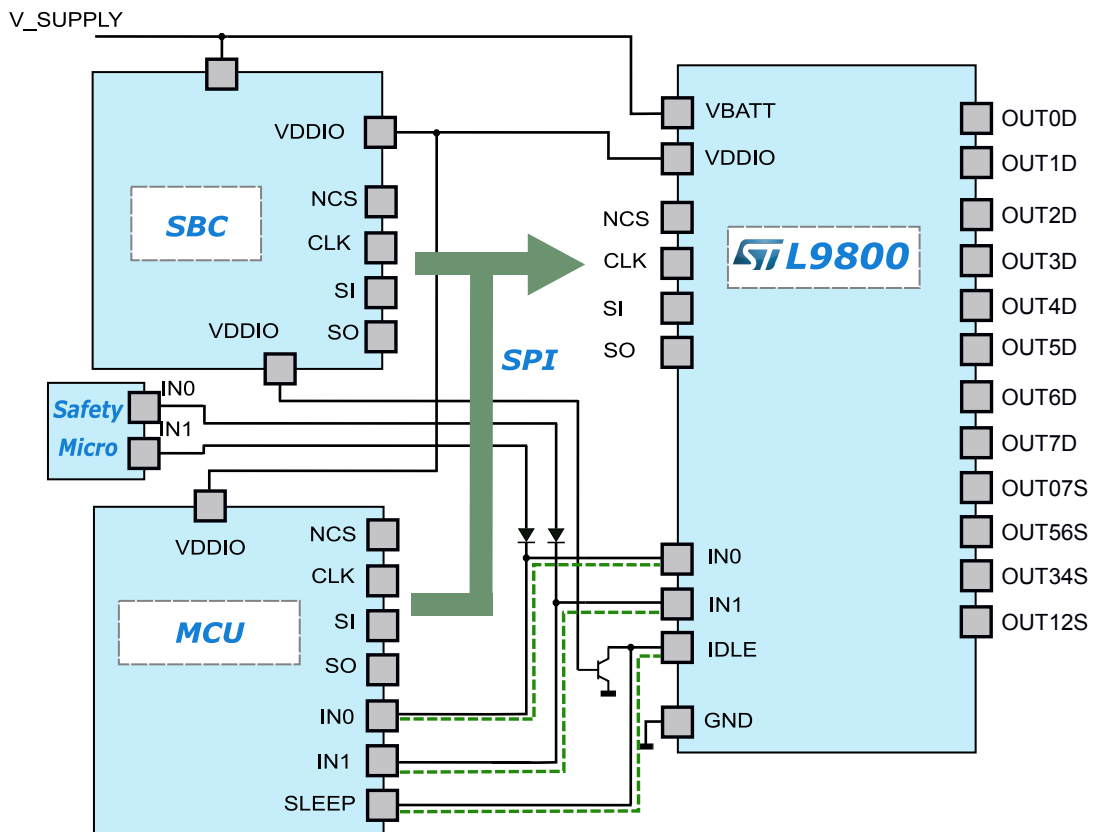 V_SUPPLY
VDDIO
NCS
SBC
CLK
SI
VDDIO
SO
SPI
IN0
Safety
IN1
Micro
VDDIO
NCS
CLK
MCU
SI
SO
IN0
IN1
SLEEP
VBATT
VDDIO
NCS
ST L9800
CLK
SI
SO
IN0
IN1
IDLE
GND
OUT0D
OUT1D
OUT2D
OUT3D
OUT4D
OUT5D
OUT6D
OUT7D
OUT07S
OUT56S
OUT34S
OUT12S